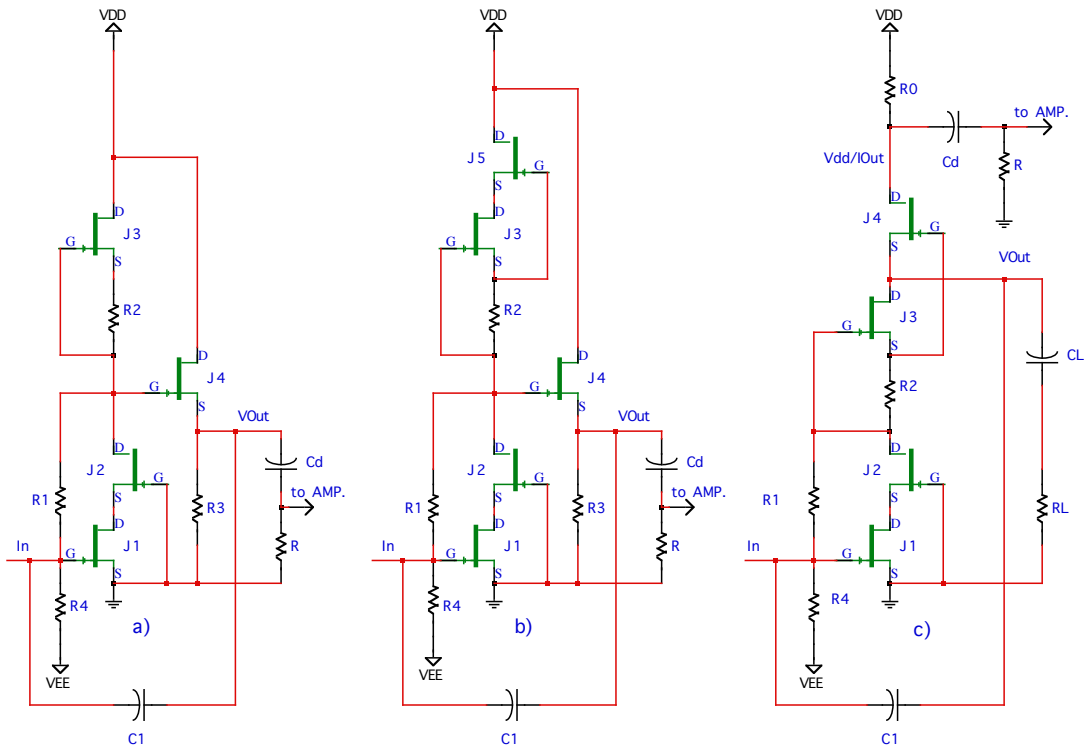 VDD
D
J3
G
S
R2
D
G
J4
S
VOut
D
J2
G
S
Cd
to AMP.
R1
R3
D
In
G
J1
R
S
R4
a)
VEE
C1
VDD
D
J5
G
S
D
J3
G
S
R2
D
G
J4
S
VOut
D
J2
G
S
Cd
to AMP.
R1
R3
D
In
G
J1
R
S
R4
b)
VEE
C1
VDD
R0
to AMP.
Vdd/IOut
Cd
R
D
J4
G
S
VOut
D
J3
G
S
CL
R2
D
J2
G
S
R1
RL
D
In
G
J1
S
R4
c)
VEE
C1